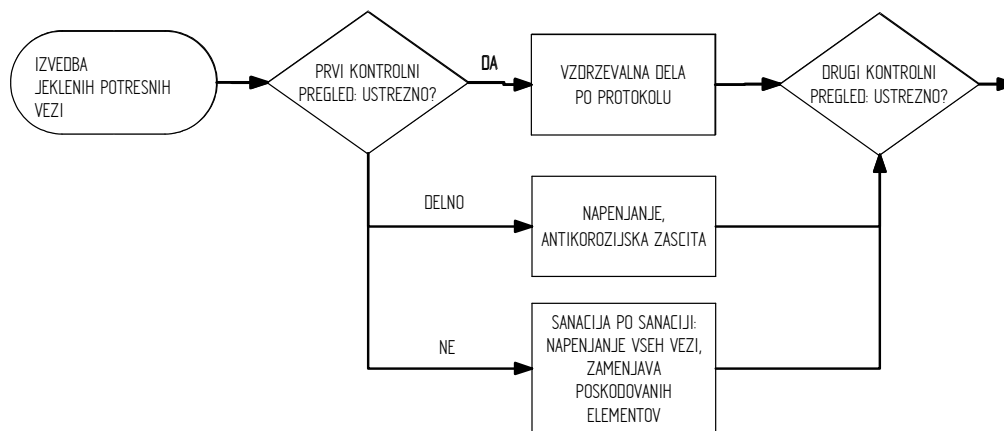 IZVEDBA
JEKLENIH POTRESNIH
VEZI
PRVI KONTROLNI
PREGLED: USTREZNO?
DA
VZDRZEVALNA DELA
PO PROTOKOLU
DRUGI KONTROLNI
PREGLED: USTREZNO?
DELNO
NAPENJANJE,
ANTIKOROZIJSKA ZASCITA
NE
SANACIJA PO SANACIJI:
NAPENJANJE VSEH VEZI,
ZAMENJAVA
POSKODOVANIH
ELEMENTOV